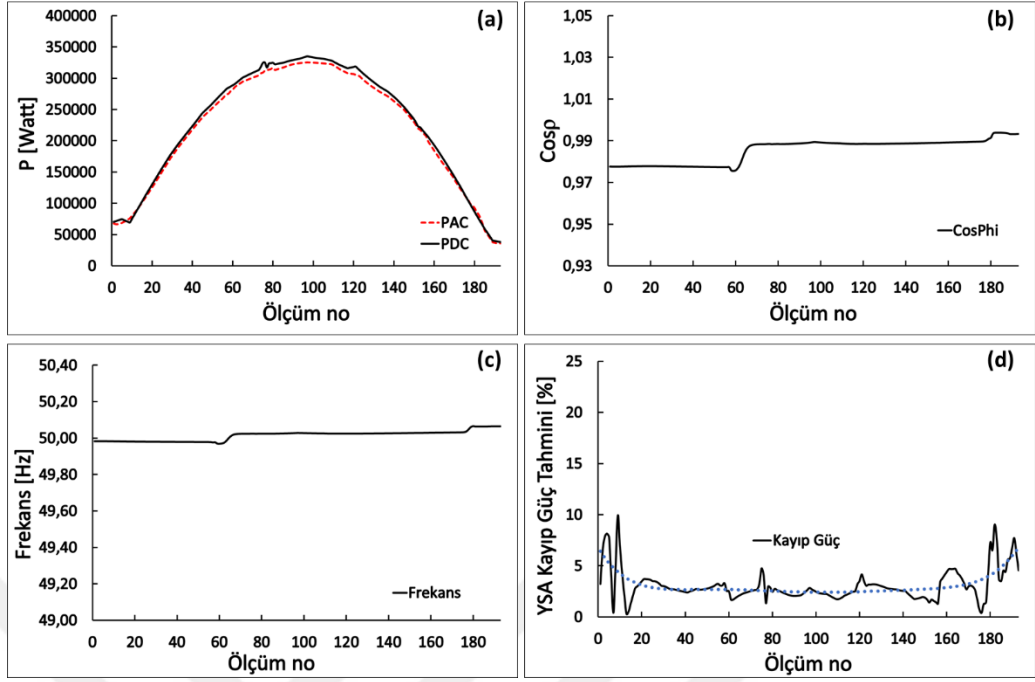 (a)
P [Watt]
400000
350000
300000
250000
200000
150000
100000
50000
0
PAC
PDC
0 20 40 60 80 100 120 140 160 180
Ölçüm no
(b)
Cosρ
1,05
1,03
1,01
0,99
0,97
0,95
0,93
CosPhi
0 20 40 60 80 100 120 140 160 180
Ölçüm no
(c)
Frekans [Hz]
50,40
50,20
50,00
49,80
49,60
49,40
49,20
49,00
Frekans
0 20 40 60 80 100 120 140 160 180
Ölçüm no
(d)
YSA Kayıp Güç Tahmini [%]
25
20
15
10
5
0
Kayıp Güç
0 20 40 60 80 100 120 140 160 180
Ölçüm no